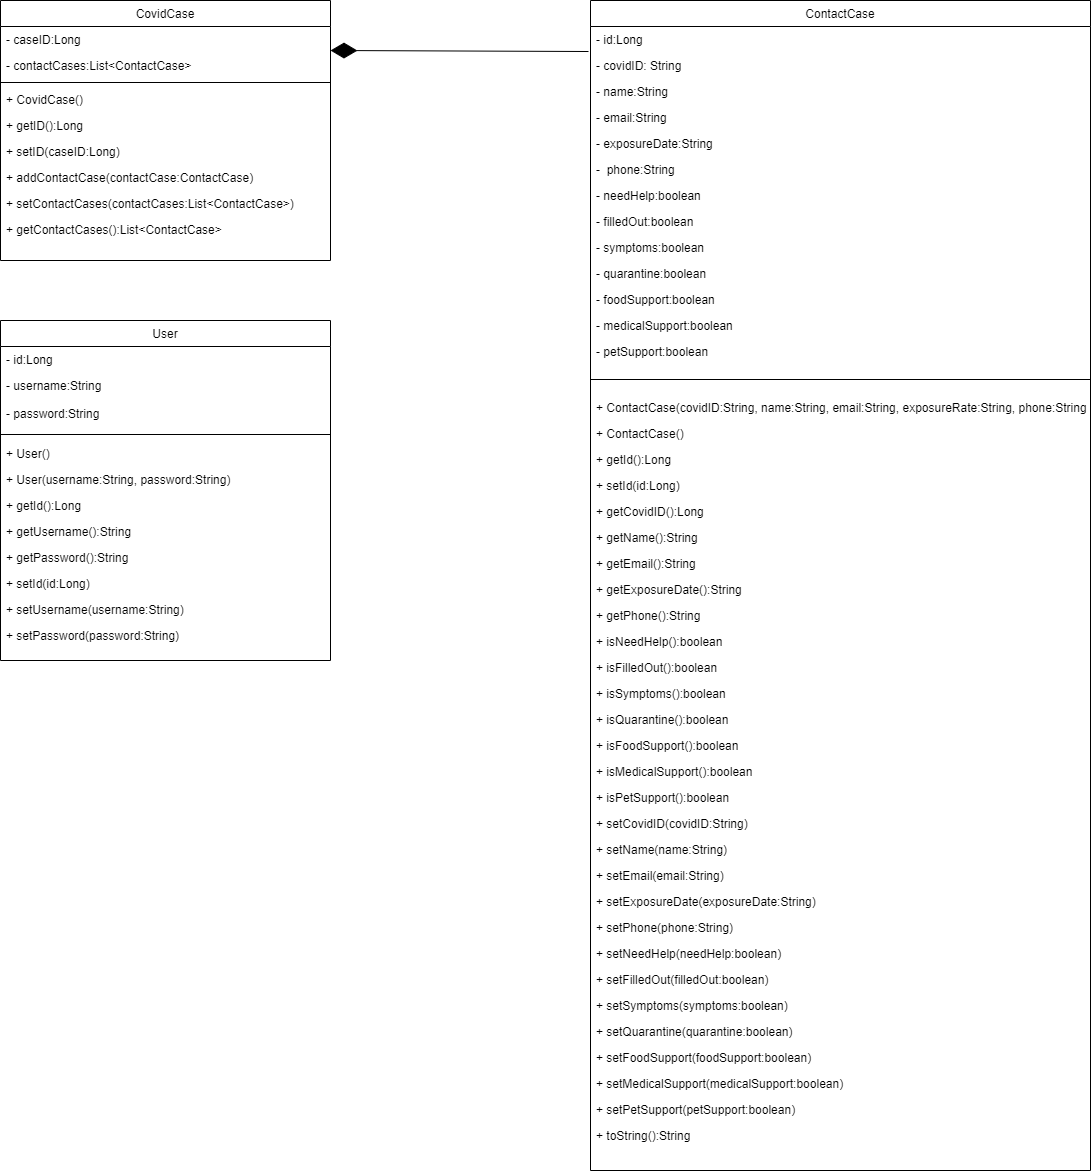 CovidCase
- caseID:Long
- contactCases:List<ContactCase>
+ CovidCase()
+ getID():Long
+ setID(caseID:Long)
+ addContactCase(contactCase:ContactCase)
+ setContactCases(contactCases:List<ContactCase>)
+ getContactCases():List<ContactCase>
User
- id:Long
- username:String
- password:String
+ User()
+ User(username:String, password:String)
+ getId():Long
+ getUsername():String
+ getPassword():String
+ setId(id:Long)
+ setUsername(username:String)
+ setPassword(password:String)
ContactCase
- id:Long
- covidID: String
- name:String
- email:String
- exposureDate:String
-  phone:String
- needHelp:boolean
- filledOut:boolean
- symptoms:boolean
- quarantine:boolean
- foodSupport:boolean
- medicalSupport:boolean
- petSupport:boolean
+ ContactCase(covidID:String, name:String, email:String, exposureRate:String, phone:String
+ ContactCase()
+ getId():Long
+ setId(id:Long)
+ getCovidID():Long
+ getName():String
+ getEmail():String
+ getExposureDate():String
+ getPhone():String
+ isNeedHelp():boolean
+ isFilledOut():boolean
+ isSymptoms():boolean
+ isQuarantine():boolean
+ isFoodSupport():boolean
+ isMedicalSupport():boolean
+ isPetSupport():boolean
+ setCovidID(covidID:String)
+ setName(name:String)
+ setEmail(email:String)
+ setExposureDate(exposureDate:String)
+ setPhone(phone:String)
+ setNeedHelp(needHelp:boolean)
+ setFilledOut(filledOut:boolean)
+ setSymptoms(symptoms:boolean)
+ setQuarantine(quarantine:boolean)
+ setFoodSupport(foodSupport:boolean)
+ setMedicalSupport(medicalSupport:boolean)
+ setPetSupport(petSupport:boolean)
+ toString():String